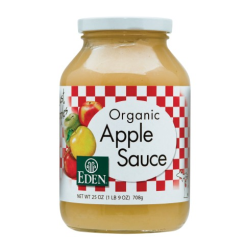 Organic
Apple
Sauce
EDEN
NET WT 25 OZ (1 LB 9 OZ) 709g